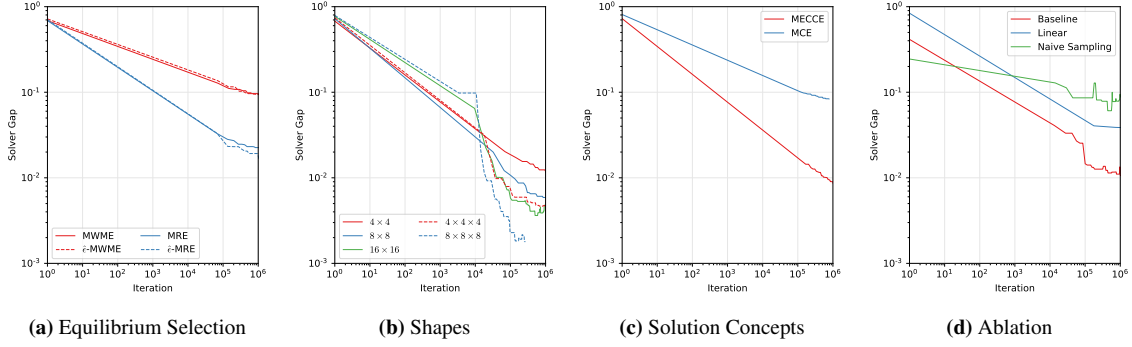 10^0
10^-1
10^-2
10^-3
Solver Gap
10^0 10^1 10^2 10^3 10^4 10^5 10^6
Iteration
MWME
ε̂-MWME
MRE
ε̂-MRE
(a) Equilibrium Selection
10^0
10^-1
10^-2
10^-3
Solver Gap
10^0 10^1 10^2 10^3 10^4 10^5 10^6
Iteration
4 × 4
8 × 8
16 × 16
4 × 4 × 4
8 × 8 × 8
(b) Shapes
10^0
10^-1
10^-2
10^-3
Solver Gap
10^0 10^1 10^2 10^3 10^4 10^5 10^6
Iteration
MECCE
MCE
(c) Solution Concepts
10^0
10^-1
10^-2
10^-3
Solver Gap
10^0 10^1 10^2 10^3 10^4 10^5 10^6
Iteration
Baseline
Linear
Naive Sampling
(d) Ablation